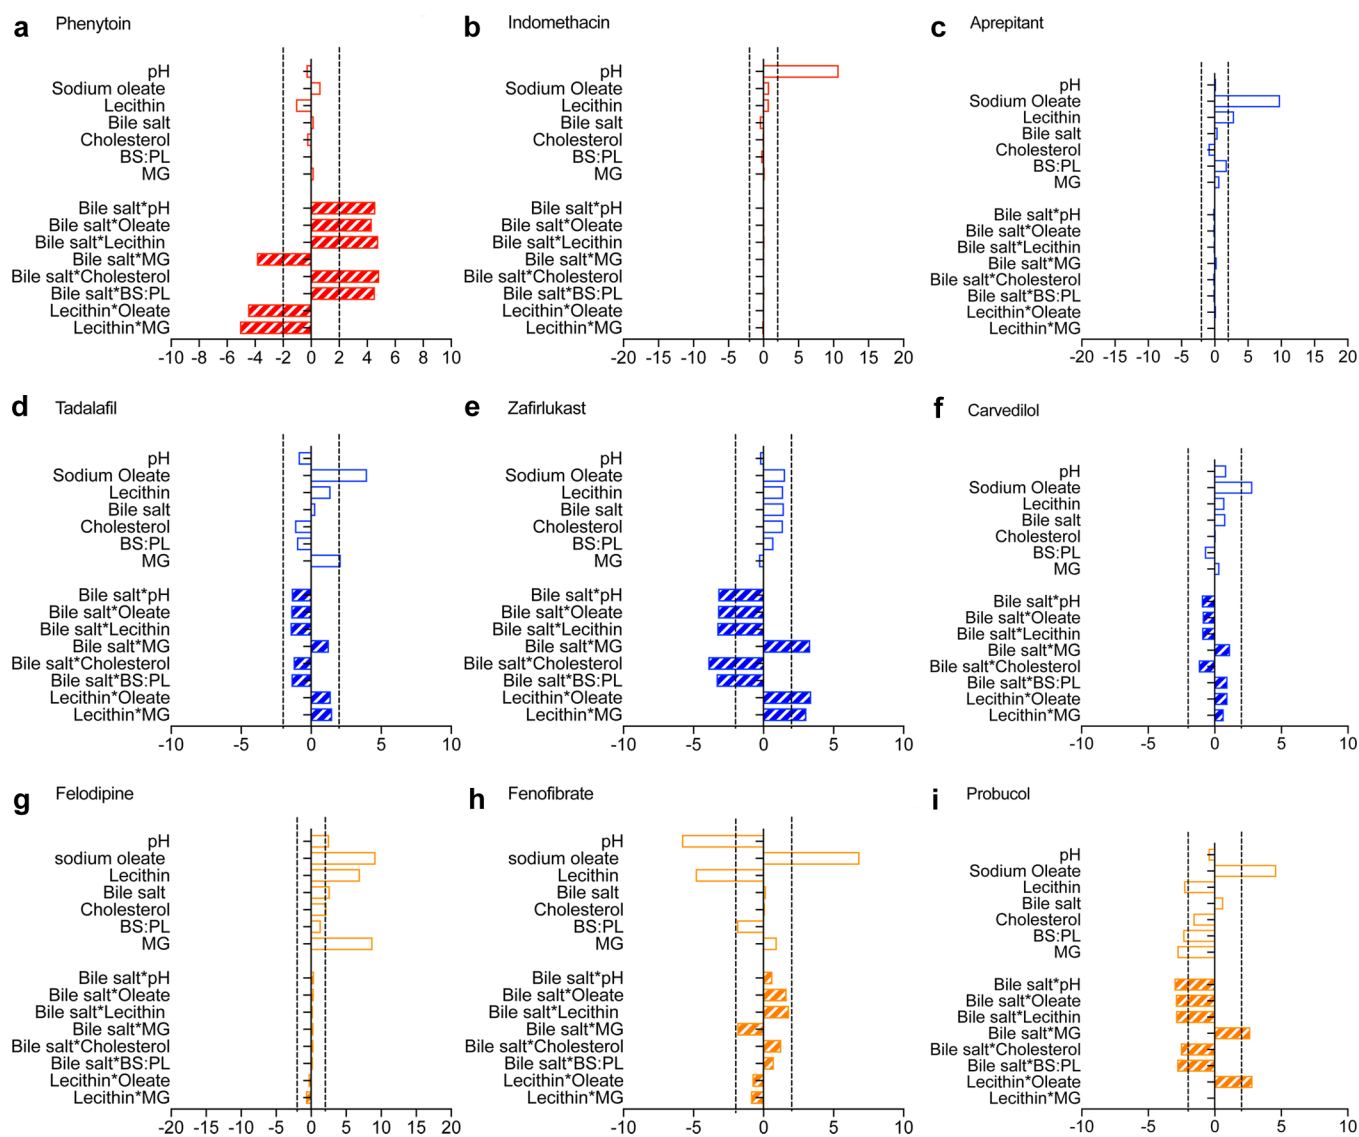 a Phenytoin
pH
Sodium oleate
Lecithin
Bile salt
Cholesterol
BS:PL
MG
Bile salt*pH
Bile salt*Oleate
Bile salt*Lecithin
Bile salt*MG
Bile salt*Cholesterol
Bile salt*BS:PL
Lecithin*Oleate
Lecithin*MG
-10 -8 -6 -4 -2 0 2 4 6 8 10
b Indomethacin
pH
Sodium Oleate
Lecithin
Bile salt
Cholesterol
BS:PL
MG
Bile salt*pH
Bile salt*Oleate
Bile salt*Lecithin
Bile salt*MG
Bile salt*Cholesterol
Bile salt*BS:PL
Lecithin*Oleate
Lecithin*MG
-20 -15 -10 -5 0 5 10 15 20
c Aprepitant
pH
Sodium Oleate
Lecithin
Bile salt
Cholesterol
BS:PL
MG
Bile salt*pH
Bile salt*Oleate
Bile salt*Lecithin
Bile salt*MG
Bile salt*Cholesterol
Bile salt*BS:PL
Lecithin*Oleate
Lecithin*MG
-20 -15 -10 -5 0 5 10 15 20
d Tadalafil
pH
Sodium Oleate
Lecithin
Bile salt
Cholesterol
BS:PL
MG
Bile salt*pH
Bile salt*Oleate
Bile salt*Lecithin
Bile salt*MG
Bile salt*Cholesterol
Bile salt*BS:PL
Lecithin*Oleate
Lecithin*MG
-10 -5 0 5 10
e Zafirlukast
pH
Sodium Oleate
Lecithin
Bile salt
Cholesterol
BS:PL
MG
Bile salt*pH
Bile salt*Oleate
Bile salt*Lecithin
Bile salt*MG
Bile salt*Cholesterol
Bile salt*BS:PL
Lecithin*Oleate
Lecithin*MG
-10 -5 0 5 10
f Carvedilol
pH
Sodium Oleate
Lecithin
Bile salt
Cholesterol
BS:PL
MG
Bile salt*pH
Bile salt*Oleate
Bile salt*Lecithin
Bile salt*MG
Bile salt*Cholesterol
Bile salt*BS:PL
Lecithin*Oleate
Lecithin*MG
-10 -5 0 5 10
g Felodipine
pH
sodium oleate
Lecithin
Bile salt
Cholesterol
BS:PL
MG
Bile salt*pH
Bile salt*Oleate
Bile salt*Lecithin
Bile salt*MG
Bile salt*Cholesterol
Bile salt*BS:PL
Lecithin*Oleate
Lecithin*MG
-20 -15 -10 -5 0 5 10 15 20
h Fenofibrate
pH
sodium oleate
Lecithin
Bile salt
Cholesterol
BS:PL
MG
Bile salt*pH
Bile salt*Oleate
Bile salt*Lecithin
Bile salt*MG
Bile salt*Cholesterol
Bile salt*BS:PL
Lecithin*Oleate
Lecithin*MG
-10 -5 0 5 10
i Probucol
pH
Sodium Oleate
Lecithin
Bile salt
Cholesterol
BS:PL
MG
Bile salt*pH
Bile salt*Oleate
Bile salt*Lecithin
Bile salt*MG
Bile salt*Cholesterol
Bile salt*BS:PL
Lecithin*Oleate
Lecithin*MG
-10 -5 0 5 10